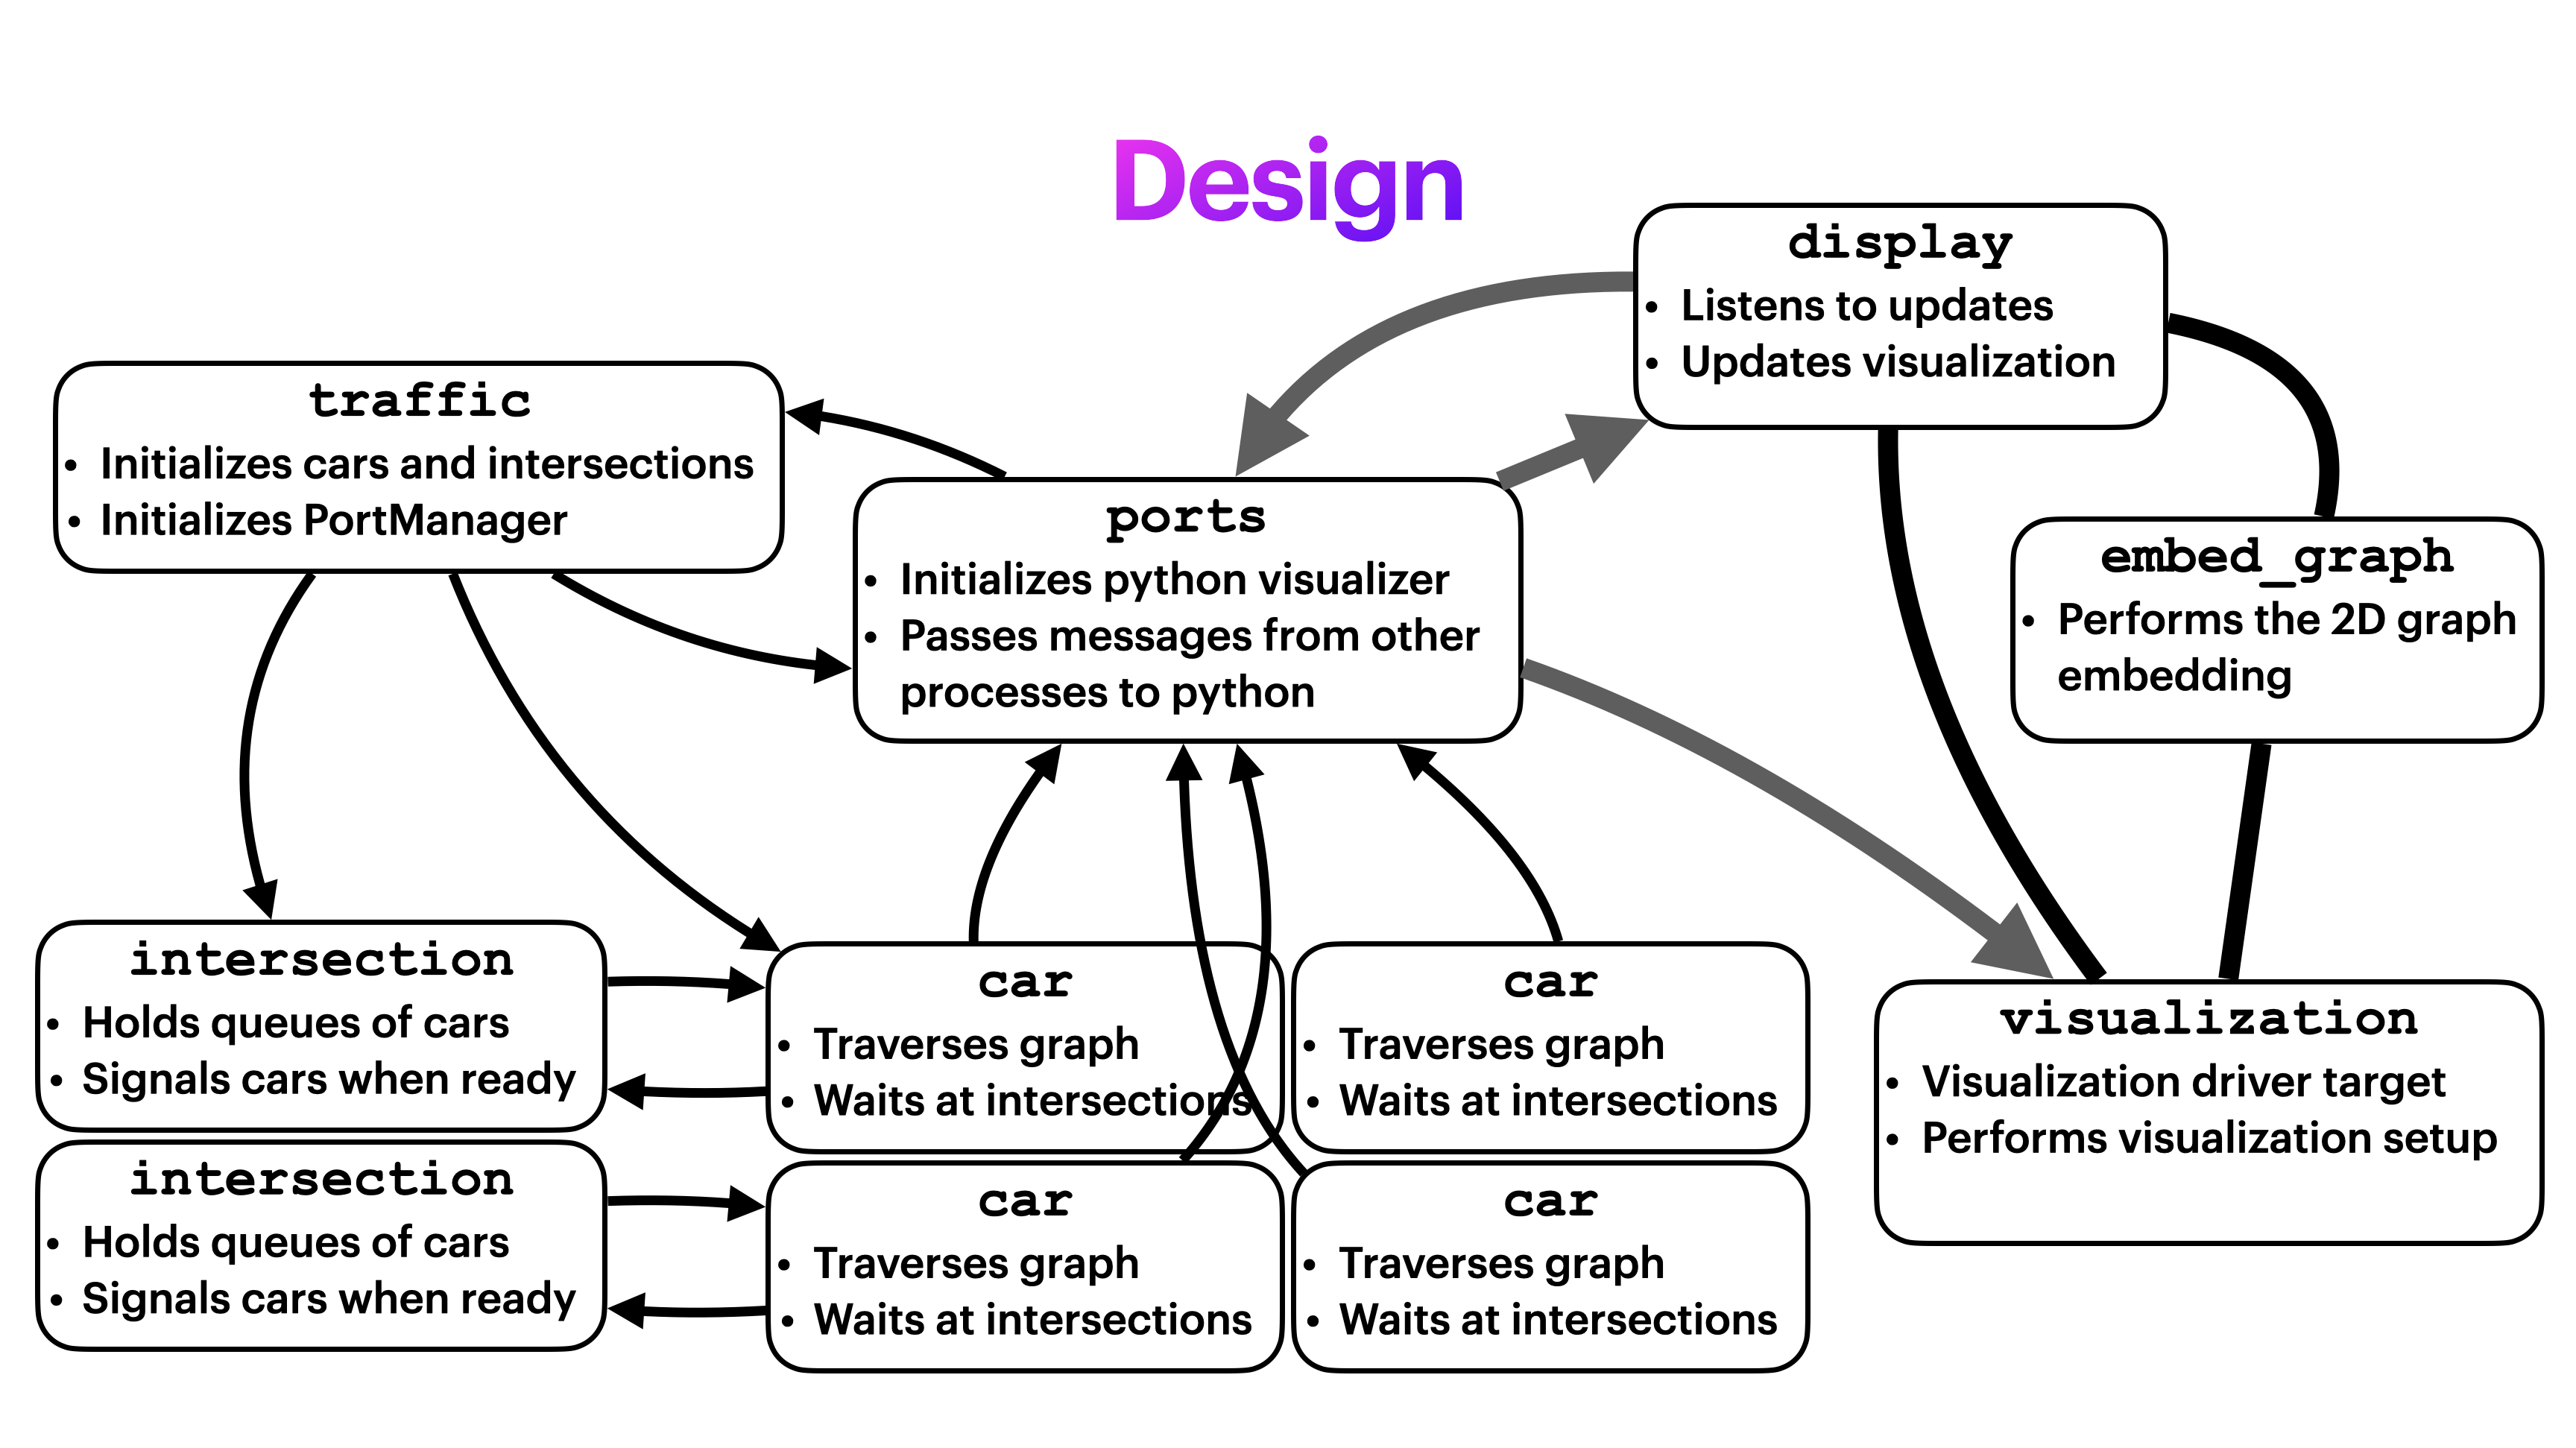 Design
display
• Listens to updates
• Updates visualization
traffic
• Initializes cars and intersections
• Initializes PortManager
ports
• Initializes python visualizer
• Passes messages from other
processes to python
embed_graph
• Performs the 2D graph
embedding
intersection
• Holds queues of cars
• Signals cars when ready
car
• Traverses graph
• Waits at intersections
car
• Traverses graph
• Waits at intersections
visualization
• Visualization driver target
• Performs visualization setup
intersection
• Holds queues of cars
• Signals cars when ready
car
• Traverses graph
• Waits at intersections
car
• Traverses graph
• Waits at intersections